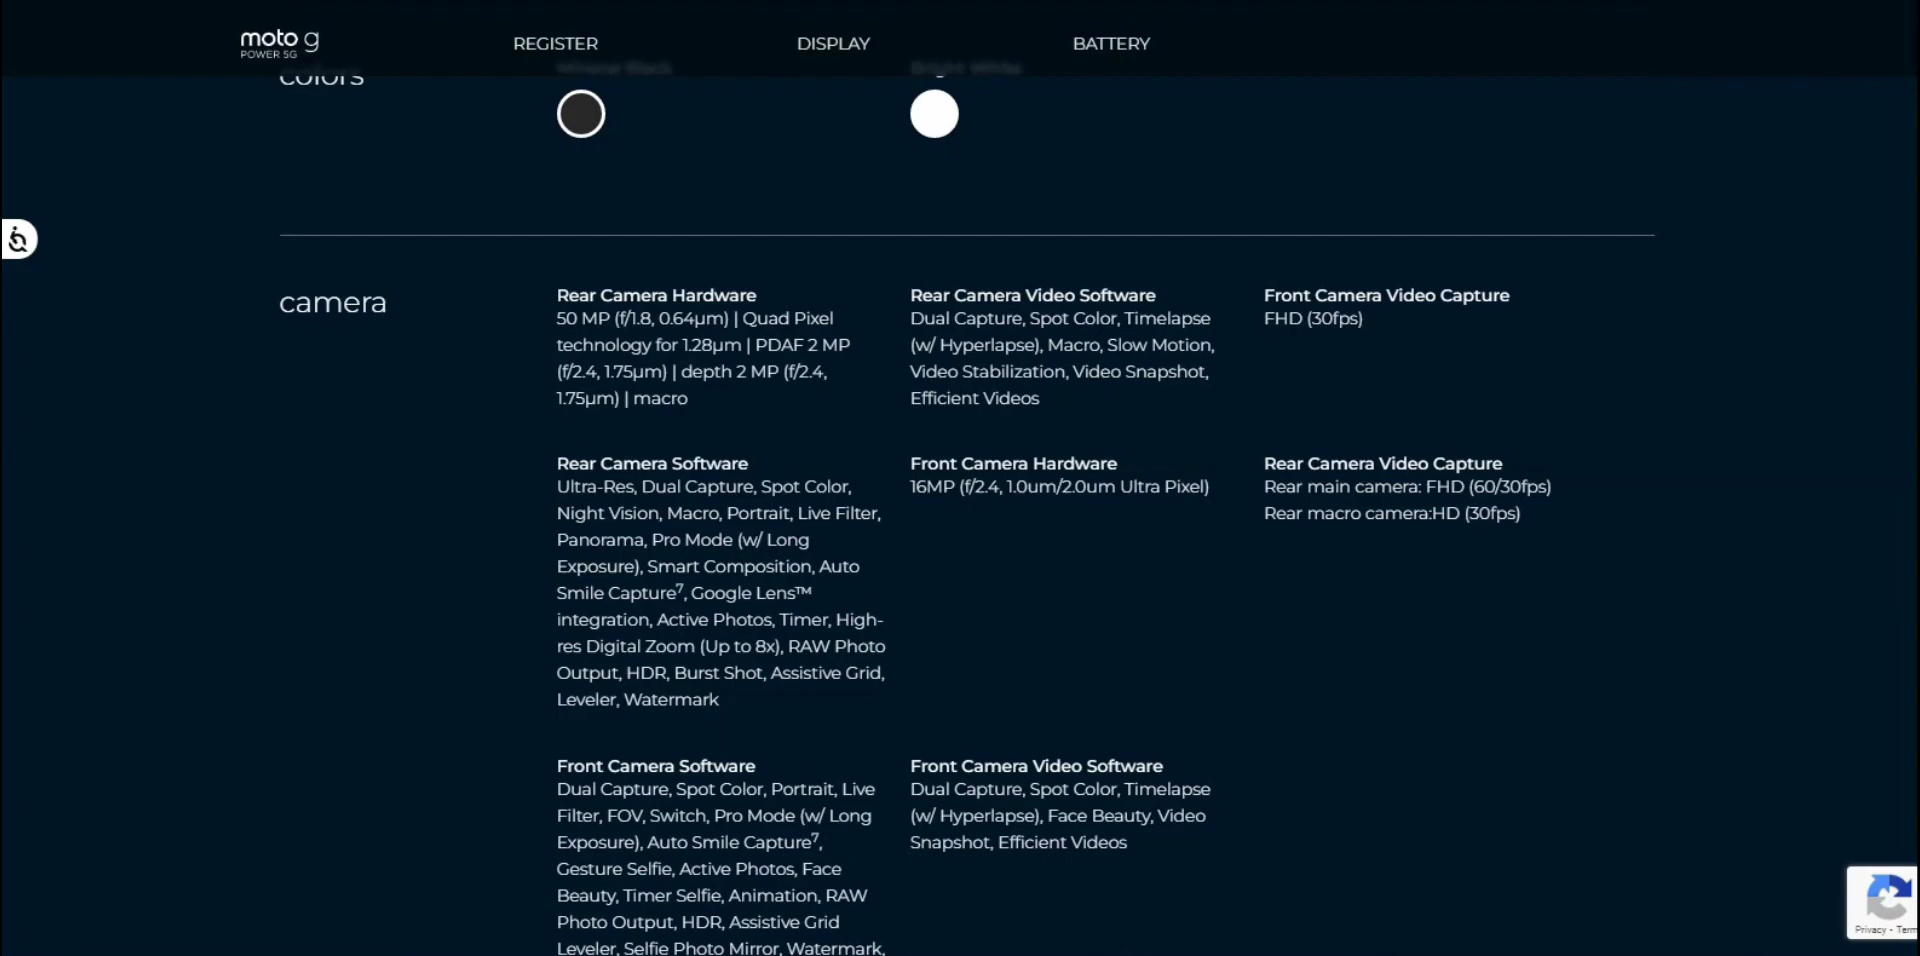 moto g
POWER 5G
REGISTER
DISPLAY
BATTERY
colors
Mineral Black
Bright White
camera
Rear Camera Hardware
50 MP (f/1.8, 0.64μm) | Quad Pixel
technology for 1.28μm | PDAF 2 MP
(f/2.4, 1.75μm) | depth 2 MP (f/2.4,
1.75μm) | macro
Rear Camera Video Software
Dual Capture, Spot Color, Timelapse
(w/ Hyperlapse), Macro, Slow Motion,
Video Stabilization, Video Snapshot,
Efficient Videos
Front Camera Video Capture
FHD (30fps)
Rear Camera Software
Ultra-Res, Dual Capture, Spot Color,
Night Vision, Macro, Portrait, Live Filter,
Panorama, Pro Mode (w/ Long
Exposure), Smart Composition, Auto
Smile Capture⁷, Google Lens™
integration, Active Photos, Timer, High-
res Digital Zoom (Up to 8x), RAW Photo
Output, HDR, Burst Shot, Assistive Grid,
Leveler, Watermark
Front Camera Hardware
16MP (f/2.4, 1.0um/2.0um Ultra Pixel)
Rear Camera Video Capture
Rear main camera: FHD (60/30fps)
Rear macro camera:HD (30fps)
Front Camera Software
Dual Capture, Spot Color, Portrait, Live
Filter, FOV, Switch, Pro Mode (w/ Long
Exposure), Auto Smile Capture⁷,
Gesture Selfie, Active Photos, Face
Beauty, Timer Selfie, Animation, RAW
Photo Output, HDR, Assistive Grid
Leveler, Selfie Photo Mirror, Watermark,
Front Camera Video Software
Dual Capture, Spot Color, Timelapse
(w/ Hyperlapse), Face Beauty, Video
Snapshot, Efficient Videos
Privacy - Term